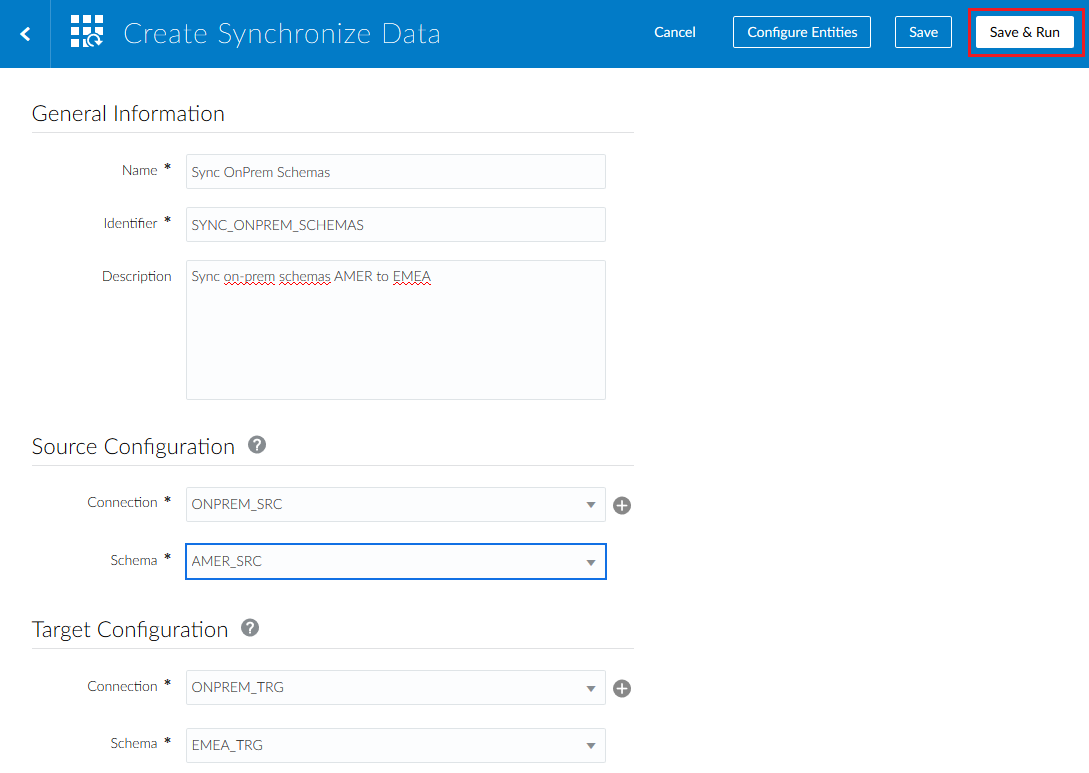 Create Synchronize Data Cancel Configure Entities Save Save & Run
General Information
Name * Sync OnPrem Schemas
Identifier * SYNC_ONPREM_SCHEMAS
Description Sync on-prem schemas AMER to EMEA
Source Configuration ?
Connection * ONPREM_SRC
Schema * AMER_SRC
Target Configuration ?
Connection * ONPREM_TRG
Schema * EMEA_TRG